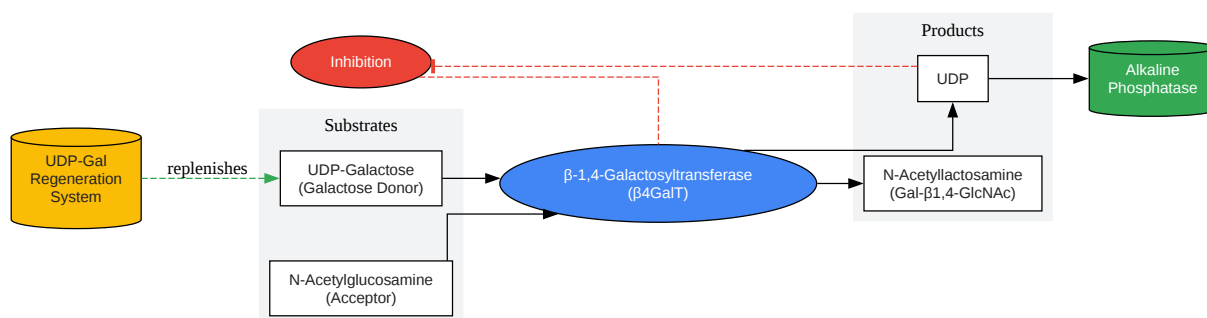 Products
Inhibition
UDP
Alkaline
Phosphatase
Substrates
UDP-Gal
Regeneration
System
replenishes
UDP-Galactose
(Galactose Donor)
β-1,4-Galactosyltransferase
(β4GalT)
N-Acetyllactosamine
(Gal-β1,4-GlcNAc)
N-Acetylglucosamine
(Acceptor)